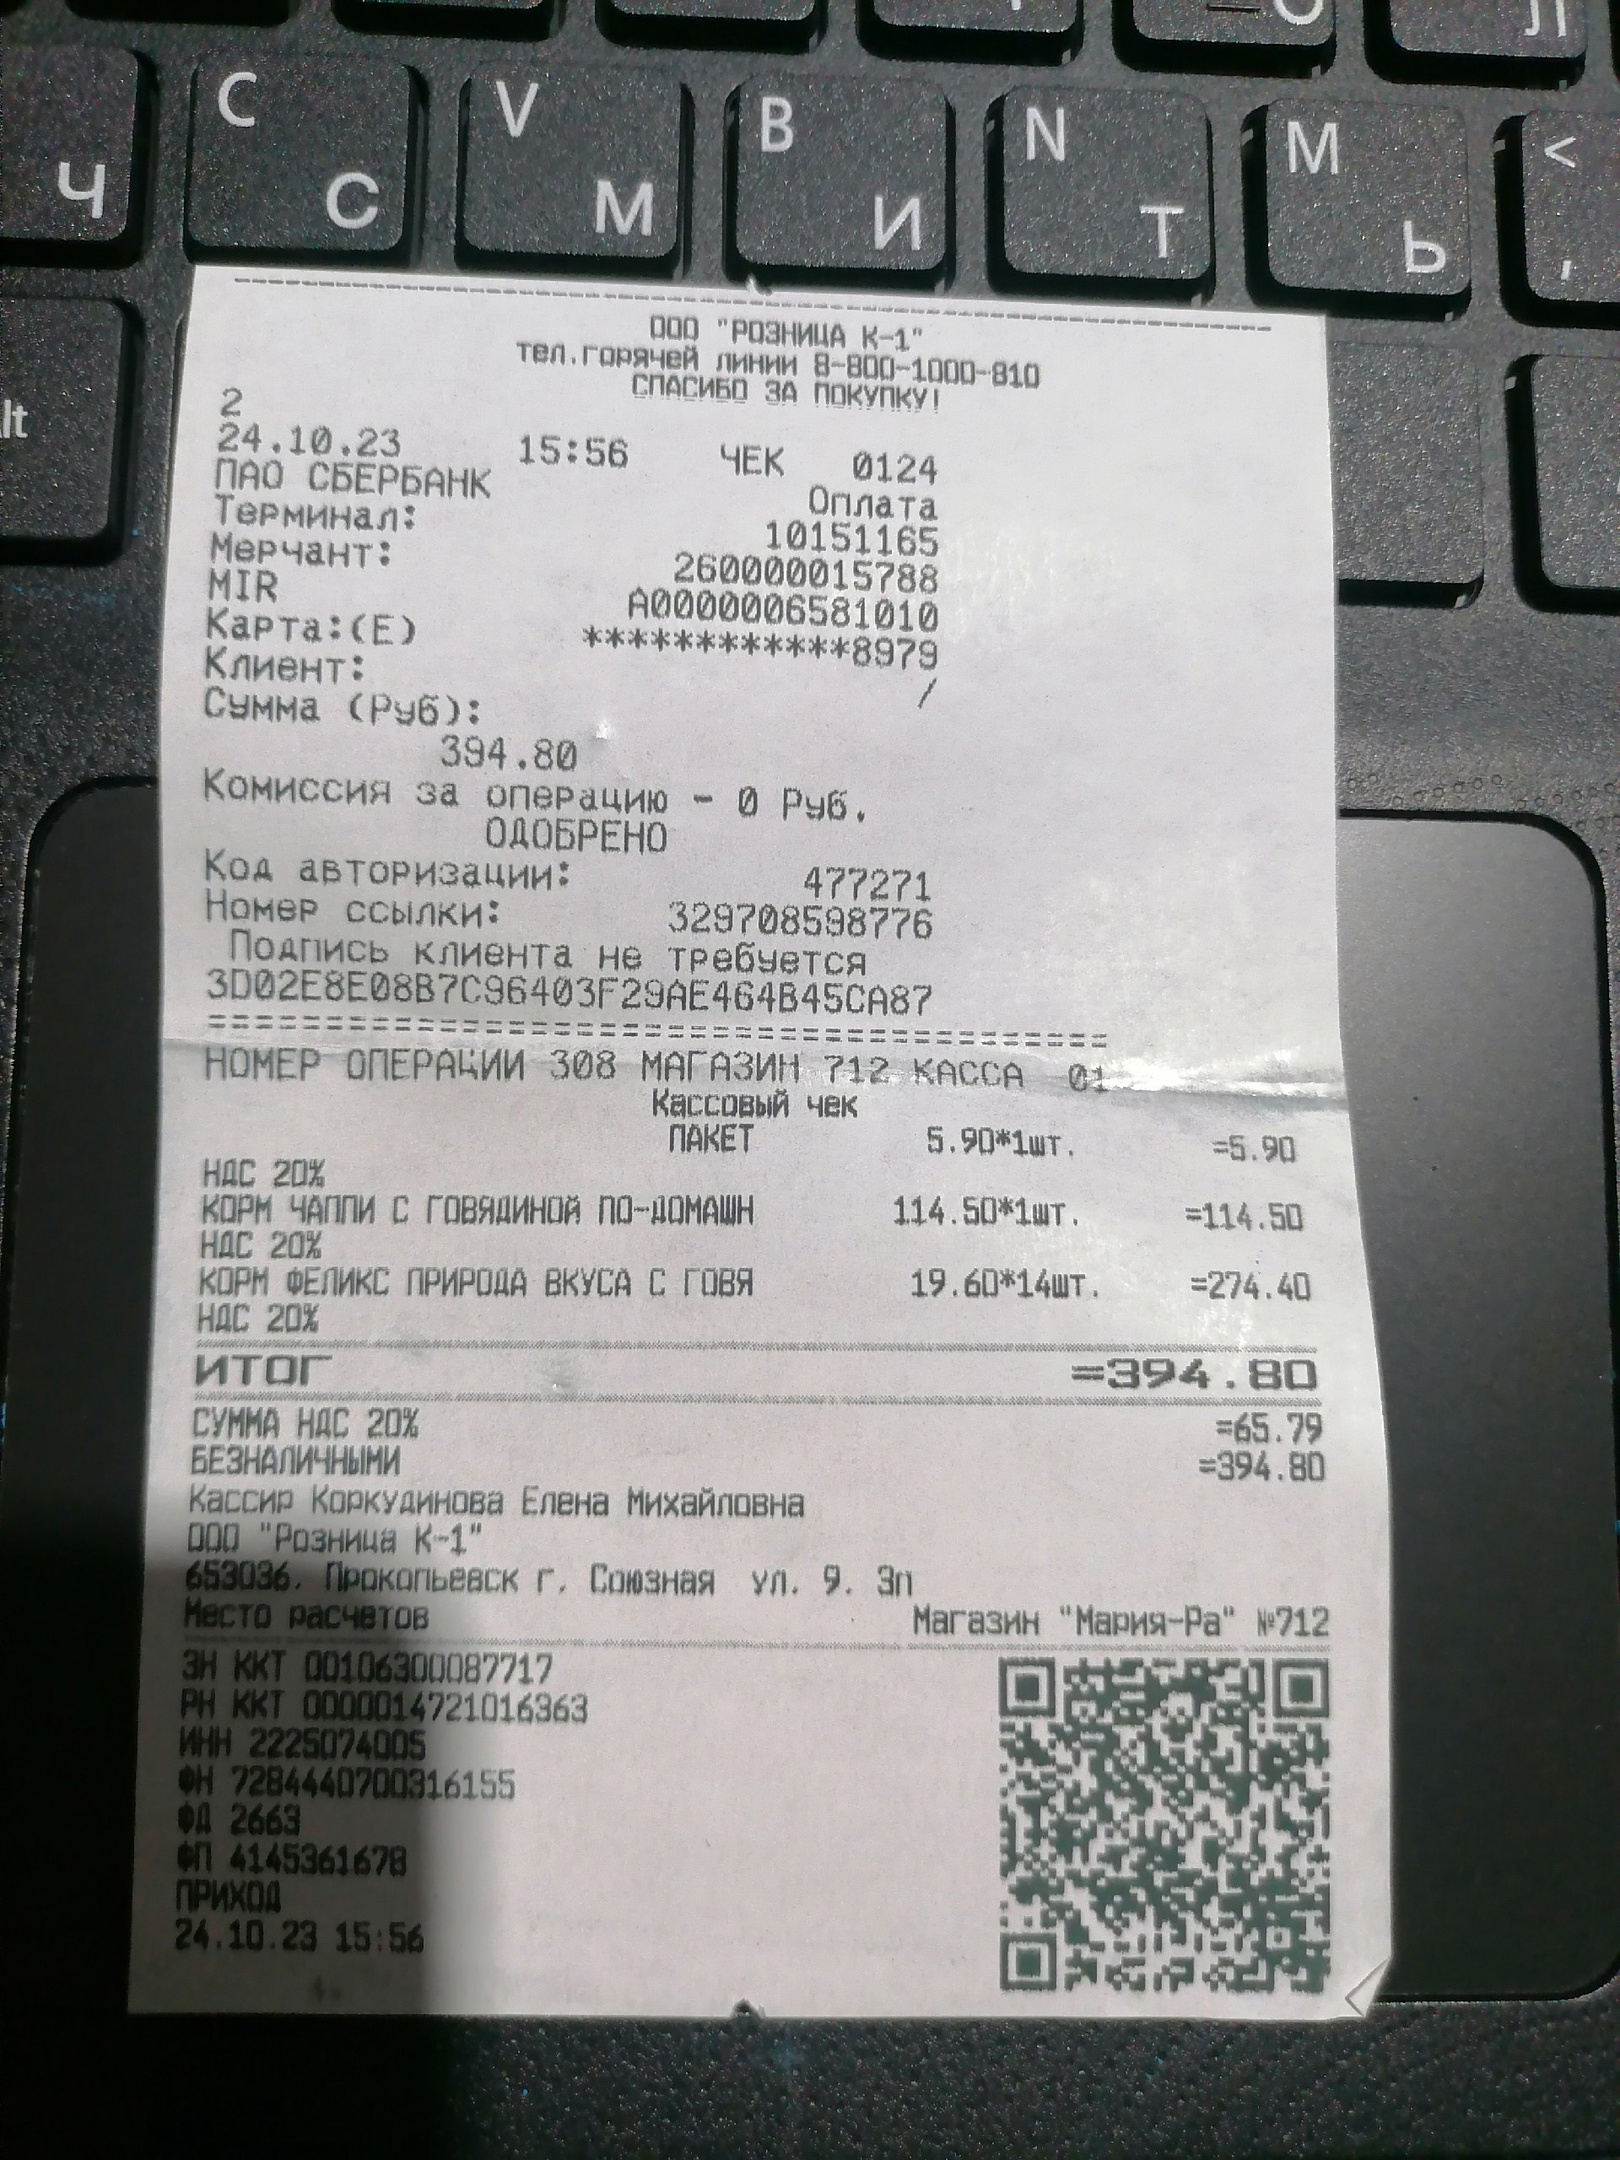 C
V
B
N
M
<
Ч
С
М
И
Т
Ь
,
О
Л
lt
ООО "РОЗНИЦА К-1"
тел.горячей линии 8-800-1000-810
СПАСИБО ЗА ПОКУПКУ!
2
24.10.23 15:56 ЧЕК 0124
ПАО СБЕРБАНК Оплата
Терминал: 10151165
Мерчант: 260000015788
MIR A0000006581010
Карта:(E) ************8979
Клиент: /
Сумма (Руб):
394.80
Комиссия за операцию - 0 Руб.
ОДОБРЕНО
Код авторизации: 477271
Номер ссылки: 329708598776
Подпись клиента не требуется
3D02E8E08B7C96403F29AE464B45CA87
========================================
НОМЕР ОПЕРАЦИИ 308 МАГАЗИН 712 КАССА 01
Кассовый чек
ПАКЕТ 5.90*1шт. =5.90
НДС 20%
КОРМ ЧАППИ С ГОВЯДИНОЙ ПО-ДОМАШН 114.50*1шт. =114.50
НДС 20%
КОРМ ФЕЛИКС ПРИРОДА ВКУСА С ГОВЯ 19.60*14шт. =274.40
НДС 20%
ИТОГ =394.80
СУММА НДС 20% =65.79
БЕЗНАЛИЧНЫМИ =394.80
Кассир Коркудинова Елена Михайловна
ООО "Розница К-1"
653036. Прокопьевск г. Союзная ул. 9. 3п
Место расчетов Магазин "Мария-Ра" №712
ЗН ККТ 00106300087717
РН ККТ 0000014721016363
ИНН 2225074005
ФН 7284440700316155
ФД 2663
ФП 4145361678
ПРИХОД
24.10.23 15:56